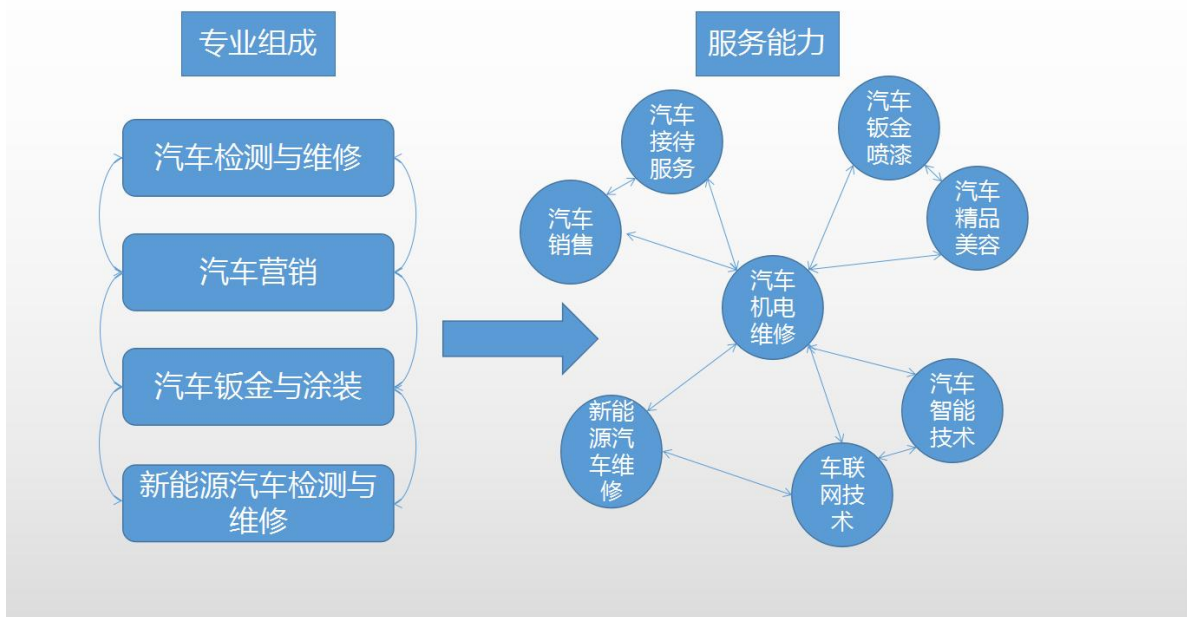 专业组成
汽车检测与维修
汽车营销
汽车钣金与涂装
新能源汽车检测与
维修
服务能力
汽车
接待
服务
汽车
钣金
喷漆
汽车
销售
汽车
精品
美容
汽车
机电
维修
新能
源汽
车维
修
汽车
智能
技术
车联
网技
术